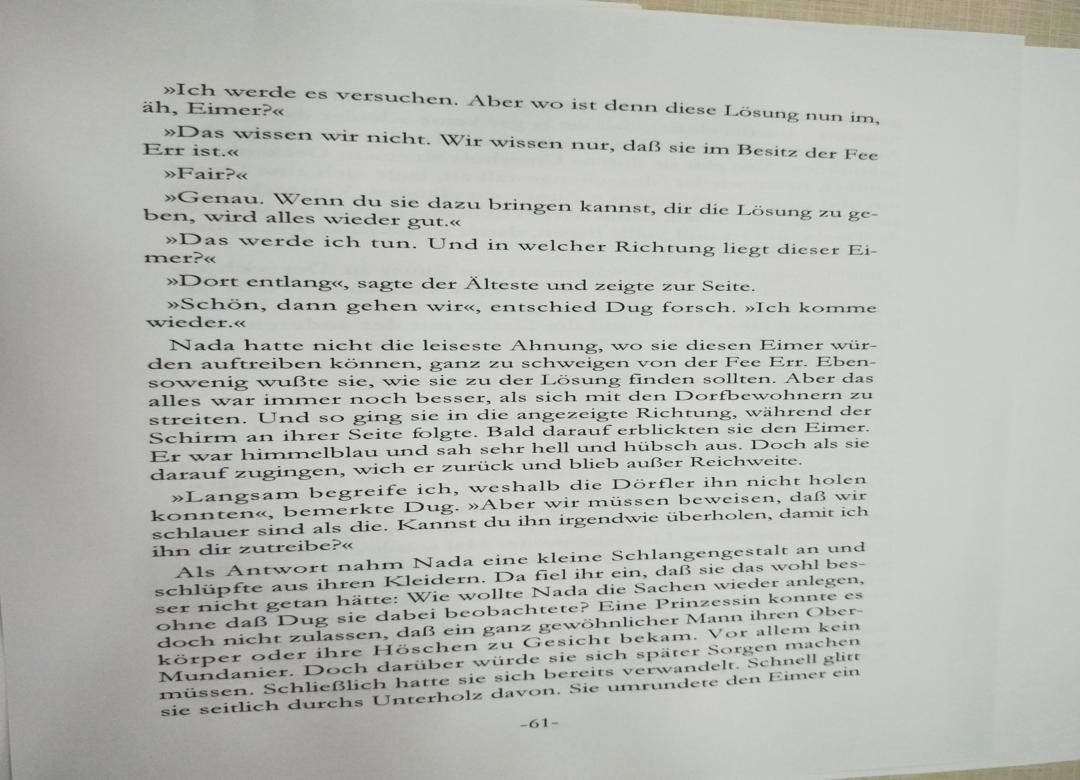 »Ich werde es versuchen. Aber wo ist denn diese Lösung nun im,
äh, Eimer?«
»Das wissen wir nicht. Wir wissen nur, daß sie im Besitz der Fee
Err ist.«
»Fair?«
»Genau. Wenn du sie dazu bringen kannst, dir die Lösung zu ge-
ben, wird alles wieder gut.«
»Das werde ich tun. Und in welcher Richtung liegt dieser Ei-
mer?«
»Dort entlang«, sagte der Älteste und zeigte zur Seite.
»Schön, dann gehen wir«, entschied Dug forsch. »Ich komme
wieder.«
Nada hatte nicht die leiseste Ahnung, wo sie diesen Eimer wür-
den auftreiben können, ganz zu schweigen von der Fee Err. Eben-
sowenig wußte sie, wie sie zu der Lösung finden sollten. Aber das
alles war immer noch besser, als sich mit den Dorfbewohnern zu
streiten. Und so ging sie in die angezeigte Richtung, während der
Schirm an ihrer Seite folgte. Bald darauf erblickten sie den Eimer.
Er war himmelblau und sah sehr hell und hübsch aus. Doch als sie
darauf zugingen, wich er zurück und blieb außer Reichweite.
»Langsam begreife ich, weshalb die Dörfler ihn nicht holen
konnten«, bemerkte Dug. »Aber wir müssen beweisen, daß wir
schlauer sind als die. Kannst du ihn irgendwie überholen, damit ich
ihn dir zutreibe?«
Als Antwort nahm Nada eine kleine Schlangengestalt an und
schlüpfte aus ihren Kleidern. Da fiel ihr ein, daß sie das wohl bes-
ser nicht getan hätte: Wie wollte Nada die Sachen wieder anlegen,
ohne daß Dug sie dabei beobachtete? Eine Prinzessin konnte es
doch nicht zulassen, daß ein ganz gewöhnlicher Mann ihren Ober-
körper oder ihre Höschen zu Gesicht bekam. Vor allem kein
Mundanier. Doch darüber würde sie sich später Sorgen machen
müssen. Schließlich hatte sie sich bereits verwandelt. Schnell glitt
sie seitlich durchs Unterholz davon. Sie umrundete den Eimer ein
-61-